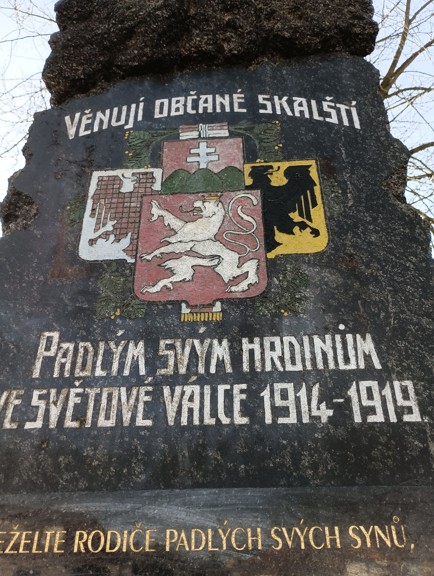 Věnují občané skalští
Padlým svým hrdinům
ve světové válce 1914-1919.
rodiče padlých svých synů,